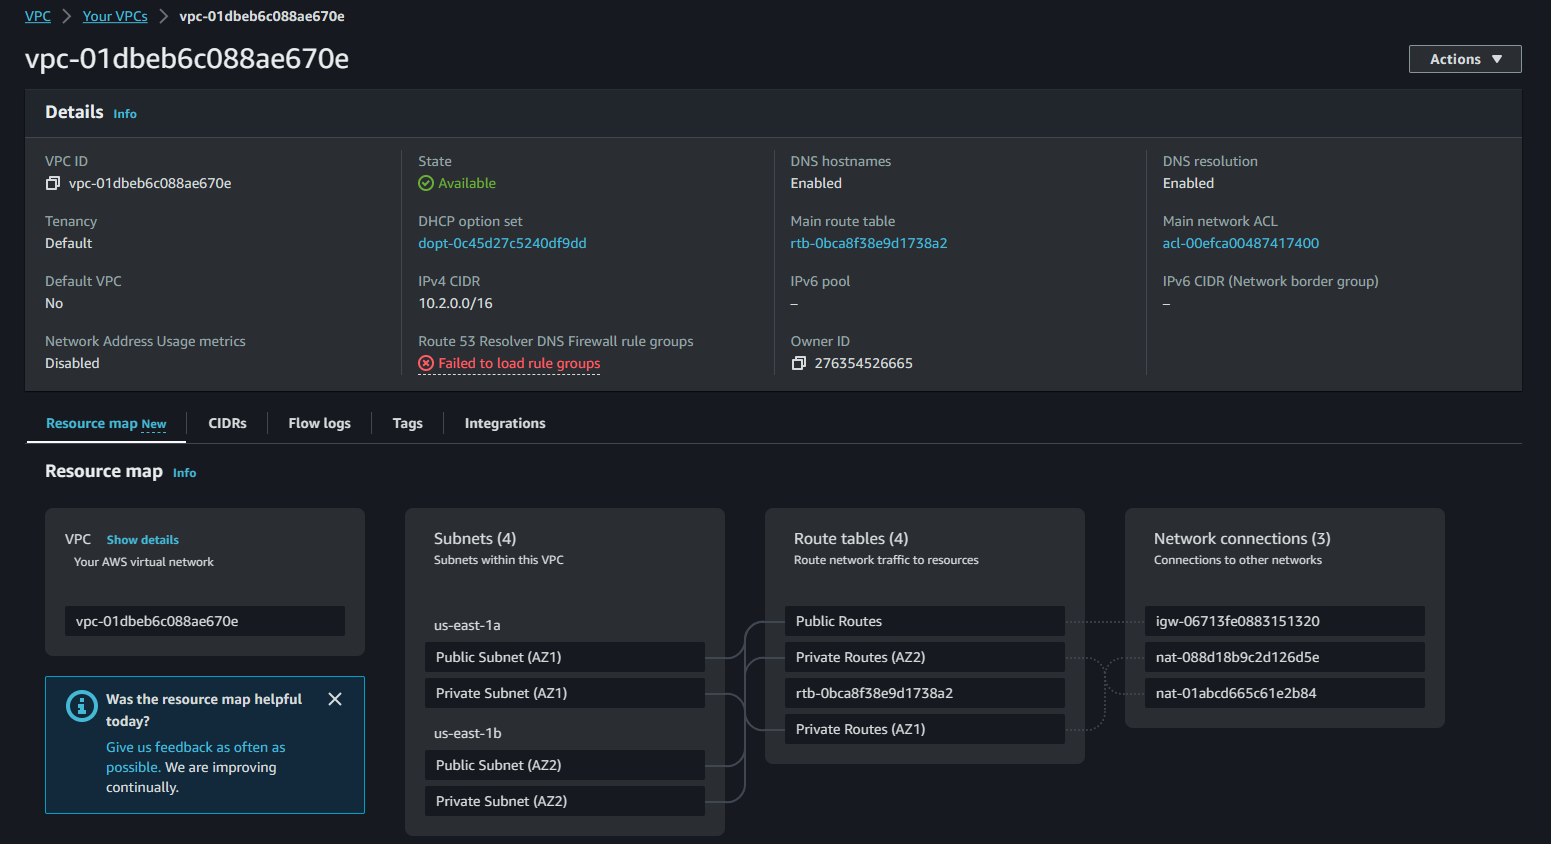 VPC > Your VPCs > vpc-01dbeb6c088ae670e
vpc-01dbeb6c088ae670e
Actions ▼
Details Info
VPC ID
vpc-01dbeb6c088ae670e
State
Available
DNS hostnames
Enabled
DNS resolution
Enabled
Tenancy
Default
DHCP option set
dopt-0c45d27c5240df9dd
Main route table
rtb-0bca8f38e9d1738a2
Main network ACL
acl-00efca00487417400
Default VPC
No
IPv4 CIDR
10.2.0.0/16
IPv6 pool
–
IPv6 CIDR (Network border group)
–
Network Address Usage metrics
Disabled
Route 53 Resolver DNS Firewall rule groups
Failed to load rule groups
Owner ID
276354526665
Resource map New
CIDRs
Flow logs
Tags
Integrations
Resource map Info
VPC Show details
Your AWS virtual network
vpc-01dbeb6c088ae670e
Was the resource map helpful
today?
Give us feedback as often as
possible. We are improving
continually.
Subnets (4)
Subnets within this VPC
us-east-1a
Public Subnet (AZ1)
Private Subnet (AZ1)
us-east-1b
Public Subnet (AZ2)
Private Subnet (AZ2)
Route tables (4)
Route network traffic to resources
Public Routes
Private Routes (AZ2)
rtb-0bca8f38e9d1738a2
Private Routes (AZ1)
Network connections (3)
Connections to other networks
igw-06713fe0883151320
nat-088d18b9c2d126d5e
nat-01abcd665c61e2b84